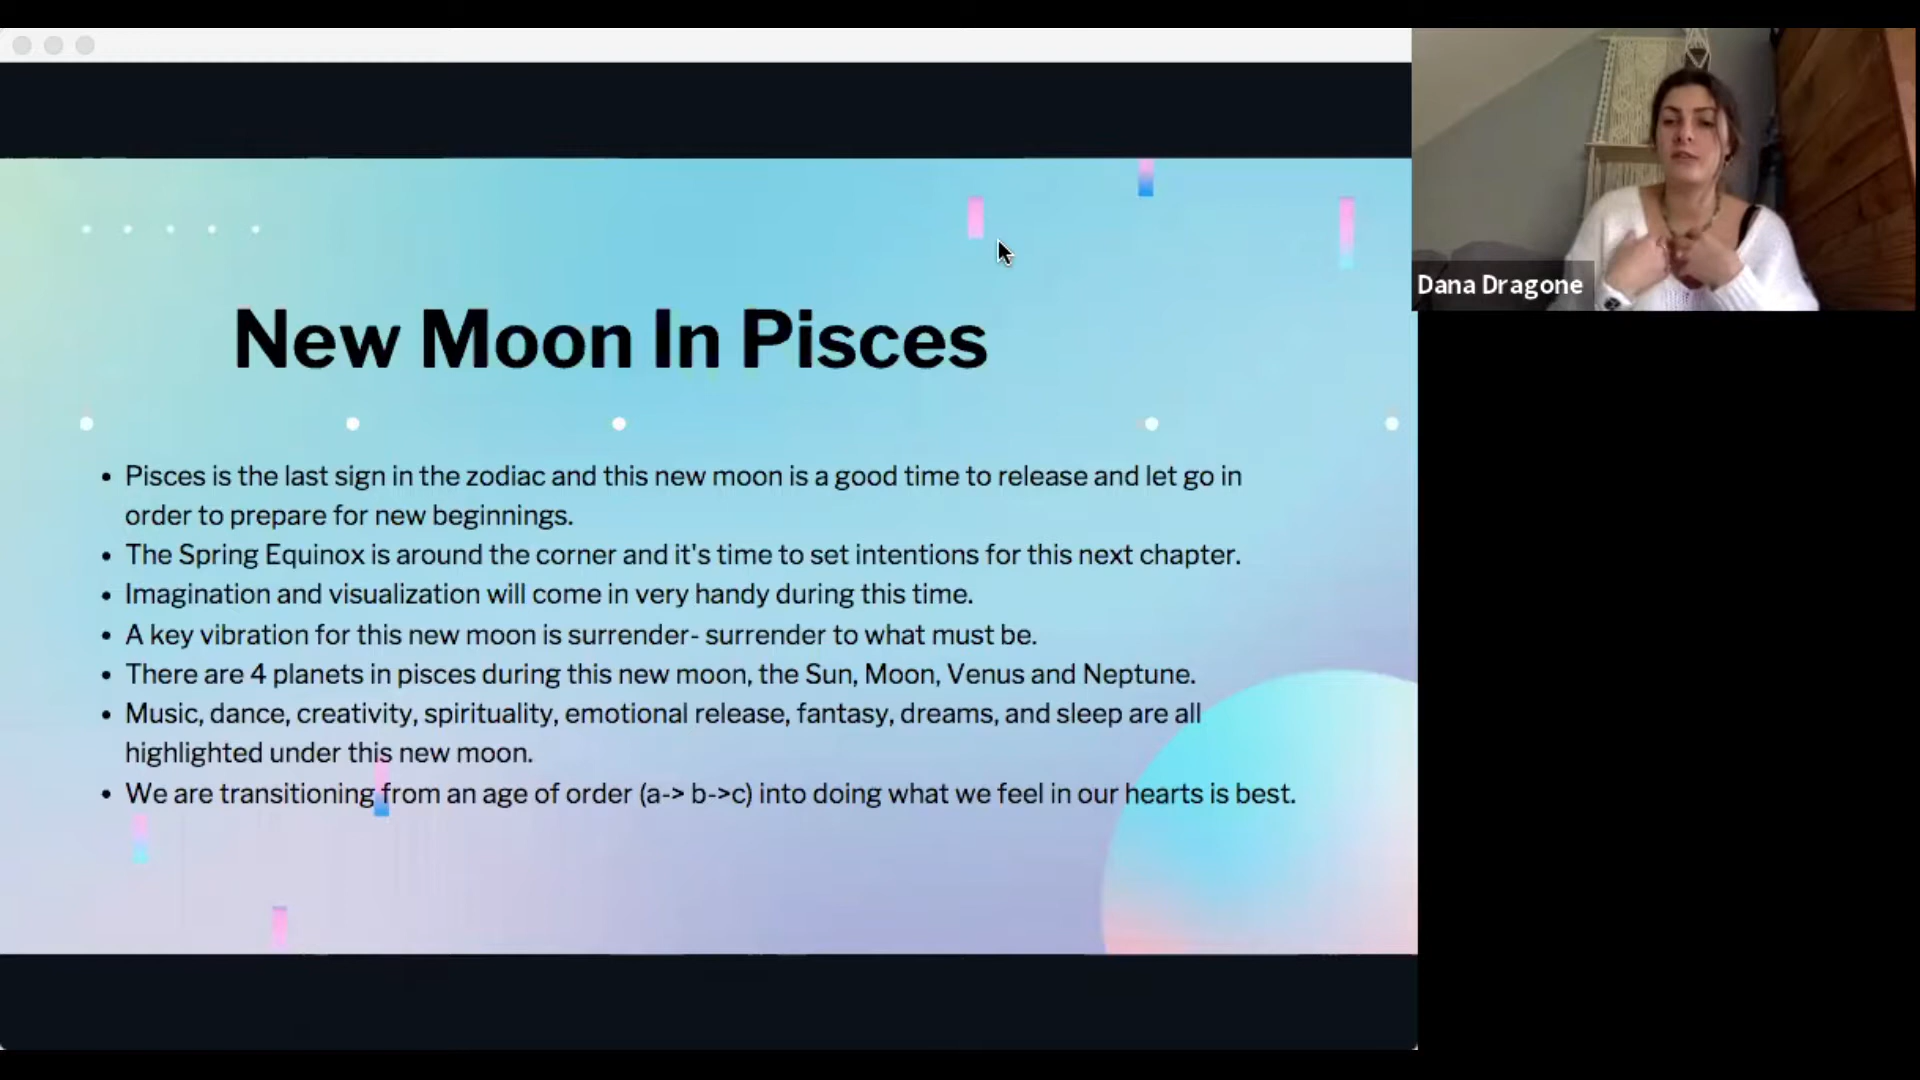 New Moon In Pisces
• Pisces is the last sign in the zodiac and this new moon is a good time to release and let go in
order to prepare for new beginnings.
• The Spring Equinox is around the corner and it's time to set intentions for this next chapter.
• Imagination and visualization will come in very handy during this time.
• A key vibration for this new moon is surrender- surrender to what must be.
• There are 4 planets in pisces during this new moon, the Sun, Moon, Venus and Neptune.
• Music, dance, creativity, spirituality, emotional release, fantasy, dreams, and sleep are all
highlighted under this new moon.
• We are transitioning from an age of order (a-> b->c) into doing what we feel in our hearts is best.
Dana Dragone